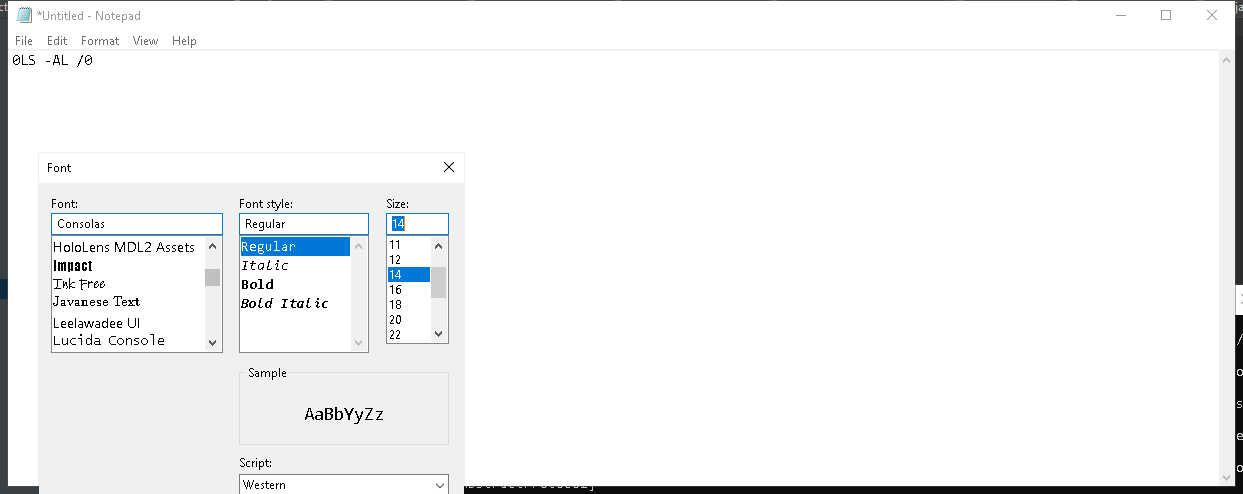 *Untitled - Notepad
File Edit Format View Help
0LS -AL /0
Font
Font: Font style: Size:
Consolas Regular 14
HoloLens MDL2 Assets
Impact
Ink Free
Javanese Text
Leelawadee UI
Lucida Console
Regular
Italic
Bold
Bold Italic
11
12
14
16
18
20
22
Sample
AaBbYyZz
Script:
Western